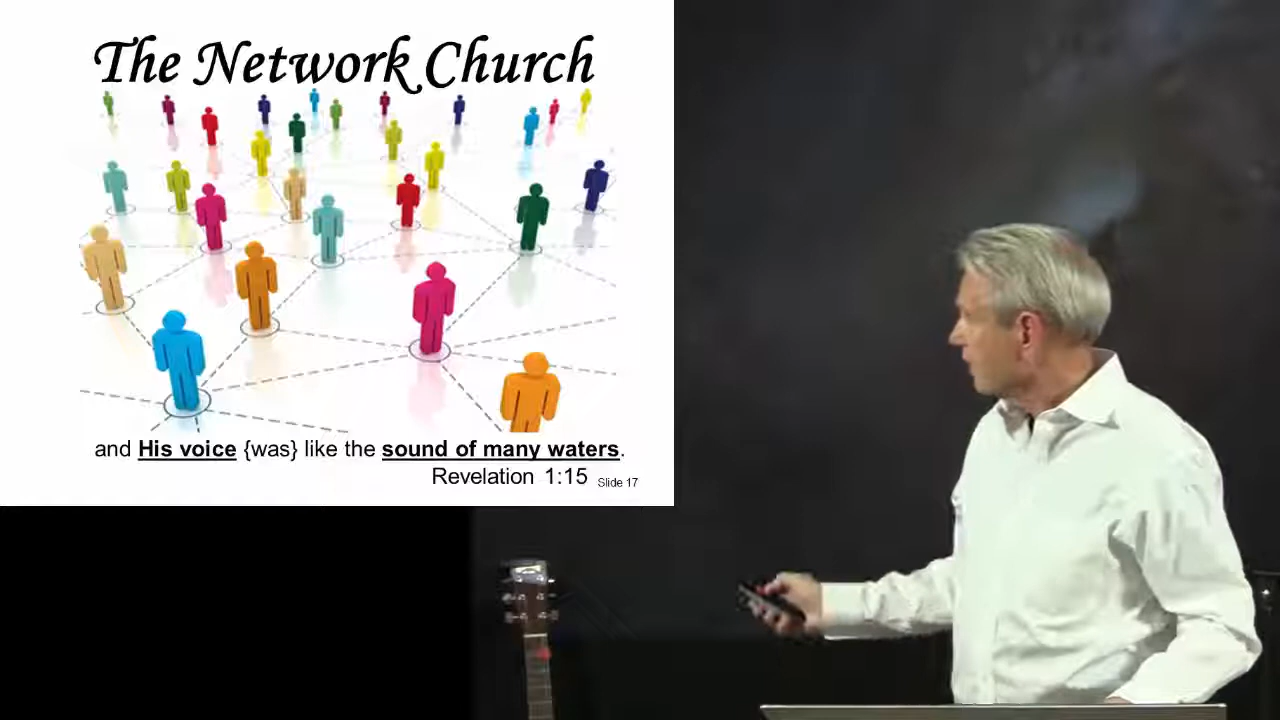 The Network Church
and His voice {was} like the sound of many waters.
Revelation 1:15
Slide 17